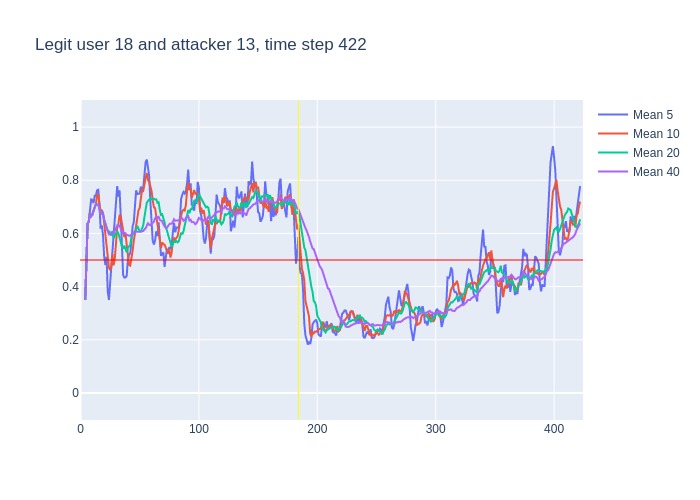 Legit user 18 and attacker 13, time step 422
Mean 5
Mean 10
Mean 20
Mean 40
1
0.8
0.6
0.4
0.2
0
0 100 200 300 400